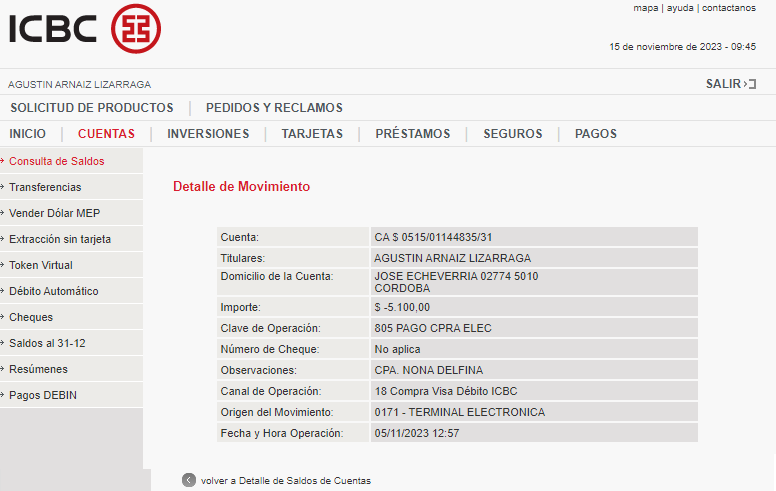 ICBC
mapa | ayuda | contactanos
15 de noviembre de 2023 - 09:45
AGUSTIN ARNAIZ LIZARRAGA
SALIR
SOLICITUD DE PRODUCTOS | PEDIDOS Y RECLAMOS
INICIO | CUENTAS | INVERSIONES | TARJETAS | PRÉSTAMOS | SEGUROS | PAGOS
Consulta de Saldos
Transferencias
Vender Dólar MEP
Extracción sin tarjeta
Token Virtual
Débito Automático
Cheques
Saldos al 31-12
Resúmenes
Pagos DEBIN
Detalle de Movimiento
Cuenta: CA $ 0515/01144835/31
Titulares: AGUSTIN ARNAIZ LIZARRAGA
Domicilio de la Cuenta: JOSE ECHEVERRIA 02774 5010
CORDOBA
Importe: $ -5.100,00
Clave de Operación: 805 PAGO CPRA ELEC
Número de Cheque: No aplica
Observaciones: CPA. NONA DELFINA
Canal de Operación: 18 Compra Visa Débito ICBC
Origen del Movimiento: 0171 - TERMINAL ELECTRONICA
Fecha y Hora Operación: 05/11/2023 12:57
volver a Detalle de Saldos de Cuentas